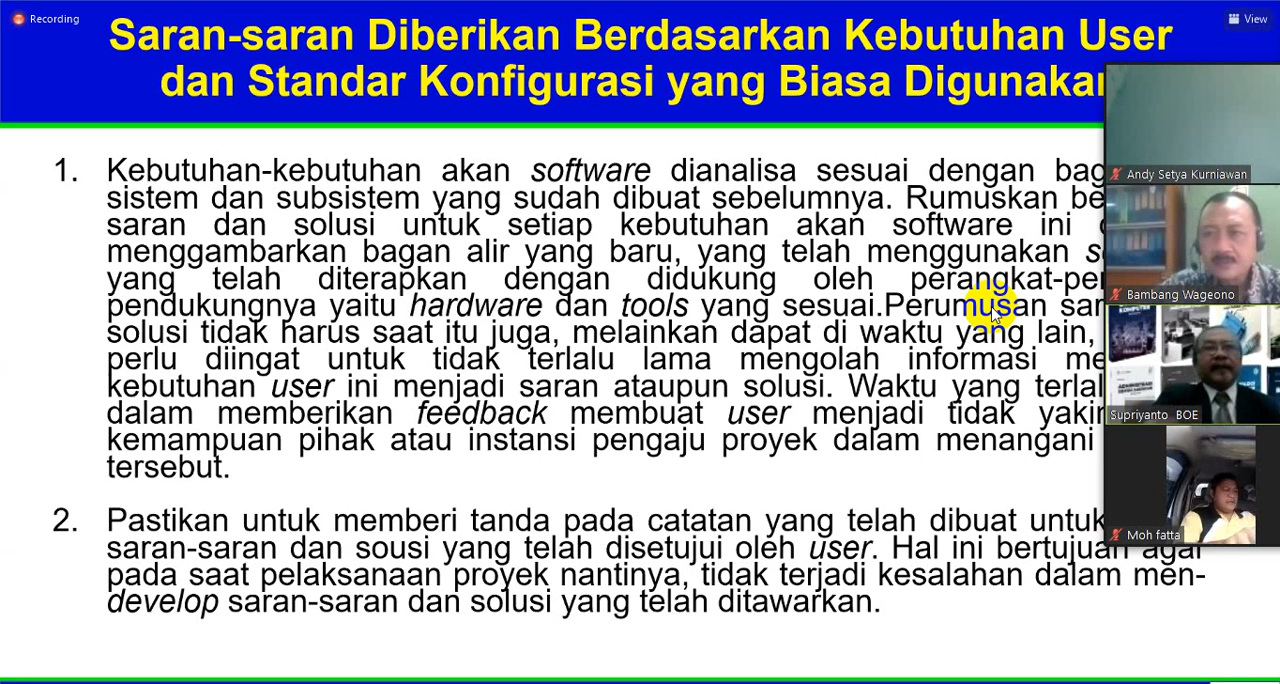 Recording
View
Saran-saran Diberikan Berdasarkan Kebutuhan User
dan Standar Konfigurasi yang Biasa
1. Kebutuhan-kebutuhan akan software dianalisa sesuai dengan
sistem dan subsistem yang sudah dibuat sebelumnya. Rumuskan
saran dan solusi untuk setiap kebutuhan akan software ini
menggambarkan bagan alir yang baru, yang telah menggunakan
yang telah diterapkan dengan didukung oleh
pendukungnya yaitu hardware dan tools yang sesuai.Perumusan
solusi tidak harus saat itu juga, melainkan dapat di waktu yang lain,
perlu diingat untuk tidak terlalu lama mengolah informasi
kebutuhan user ini menjadi saran ataupun solusi. Waktu yang
dalam memberikan feedback membuat user menjadi tidak
kemampuan pihak atau instansi pengaju proyek dalam menangani
tersebut.
2. Pastikan untuk memberi tanda pada catatan yang telah dibuat untuk
saran-saran dan sousi yang telah disetujui oleh user. Hal ini bertujuan agar
pada saat pelaksanaan proyek nantinya, tidak terjadi kesalahan dalam men-
develop saran-saran dan solusi yang telah ditawarkan.
Andy Setya Kurniawan
Bambang Wageono
Supriyanto BOE
Moh fatta